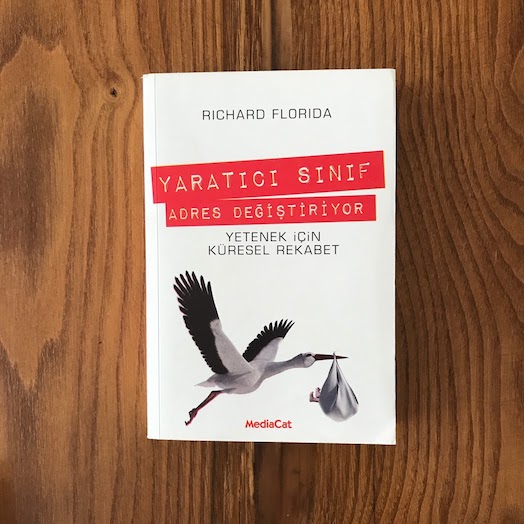 RICHARD FLORIDA
YARATICI SINIF
ADRES DEĞİŞTİRİYOR
YETENEK İÇİN
KÜRESEL REKABET
MediaCat